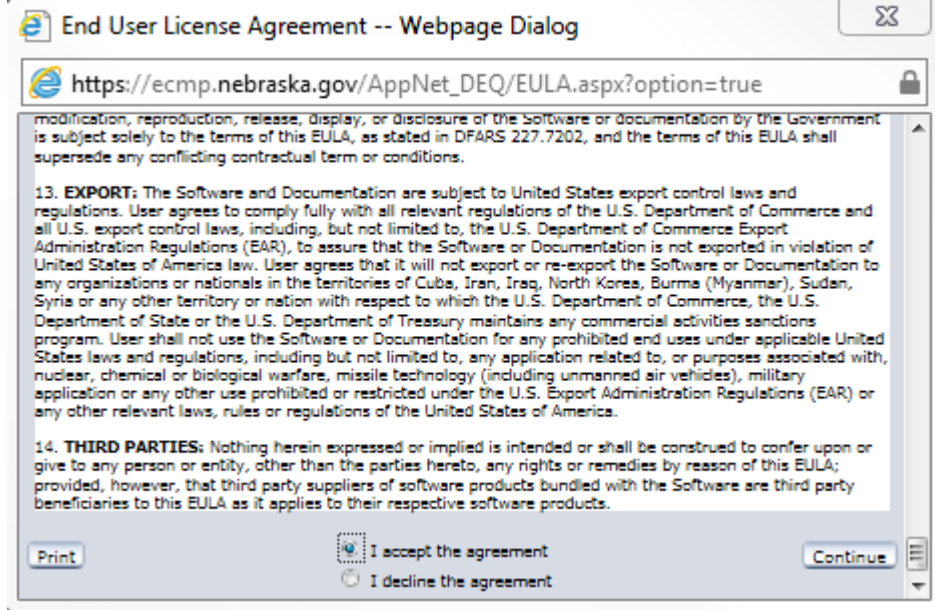 End User License Agreement -- Webpage Dialog
https://ecmp.nebraska.gov/AppNet_DEQ/EULA.aspx?option=true
modification, reproduction, release, display, or disclosure of the Software or documentation by the Government
is subject solely to the terms of this EULA, as stated in DFARS 227.7202, and the terms of this EULA shall
supersede any conflicting contractual term or conditions.
13. EXPORT: The Software and Documentation are subject to United States export control laws and
regulations. User agrees to comply fully with all relevant regulations of the U.S. Department of Commerce and
all U.S. export control laws, including, but not limited to, the U.S. Department of Commerce Export
Administration Regulations (EAR), to assure that the Software or Documentation is not exported in violation of
United States of America law. User agrees that it will not export or re-export the Software or Documentation to
any organizations or nationals in the territories of Cuba, Iran, Iraq, North Korea, Burma (Myanmar), Sudan,
Syria or any other territory or nation with respect to which the U.S. Department of Commerce, the U.S.
Department of State or the U.S. Department of Treasury maintains any commercial activities sanctions
program. User shall not use the Software or Documentation for any prohibited end uses under applicable United
States laws and regulations, including but not limited to, any application related to, or purposes associated with,
nuclear, chemical or biological warfare, missile technology (including unmanned air vehicles), military
application or any other use prohibited or restricted under the U.S. Export Administration Regulations (EAR) or
any other relevant laws, rules or regulations of the United States of America.
14. THIRD PARTIES: Nothing herein expressed or implied is intended or shall be construed to confer upon or
give to any person or entity, other than the parties hereto, any rights or remedies by reason of this EULA;
provided, however, that third party suppliers of software products bundled with the Software are third party
beneficiaries to this EULA as it applies to their respective software products.
Print
I accept the agreement
Continue
I decline the agreement